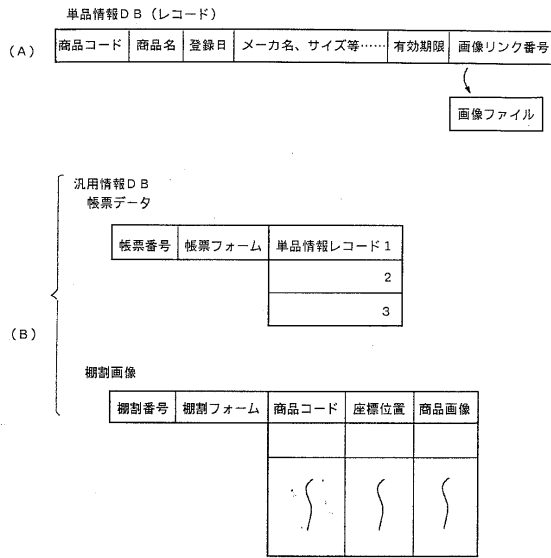 単品情報DB(レコード)
(A)
商品コード 商品名 登録日 メーカ名、サイズ等…… 有効期限 画像リンク番号
画像ファイル
(B)
汎用情報DB
帳票データ
帳票番号 帳票フォーム 単品情報レコード1
2
3
棚割画像
棚割番号 棚割フォーム 商品コード 座標位置 商品画像